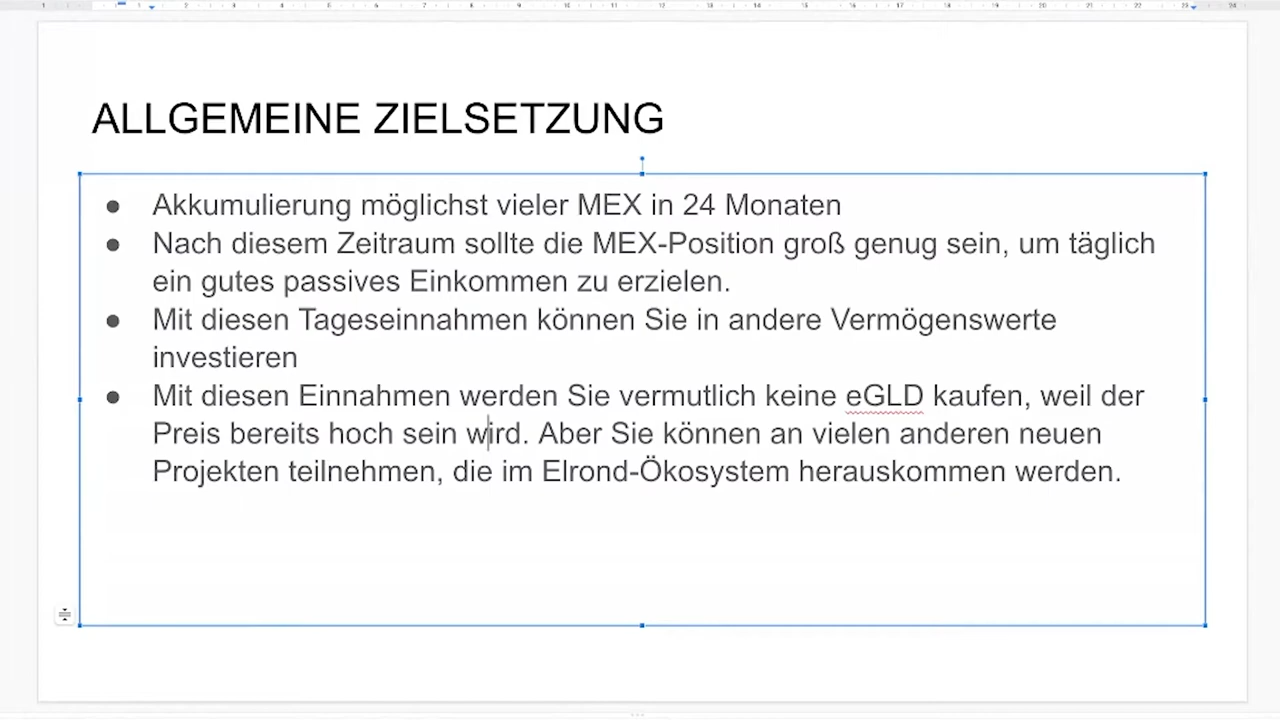 ALLGEMEINE ZIELSETZUNG
● Akkumulierung möglichst vieler MEX in 24 Monaten
● Nach diesem Zeitraum sollte die MEX-Position groß genug sein, um täglich
ein gutes passives Einkommen zu erzielen.
● Mit diesen Tageseinnahmen können Sie in andere Vermögenswerte
investieren
● Mit diesen Einnahmen werden Sie vermutlich keine eGLD kaufen, weil der
Preis bereits hoch sein wird. Aber Sie können an vielen anderen neuen
Projekten teilnehmen, die im Elrond-Ökosystem herauskommen werden.